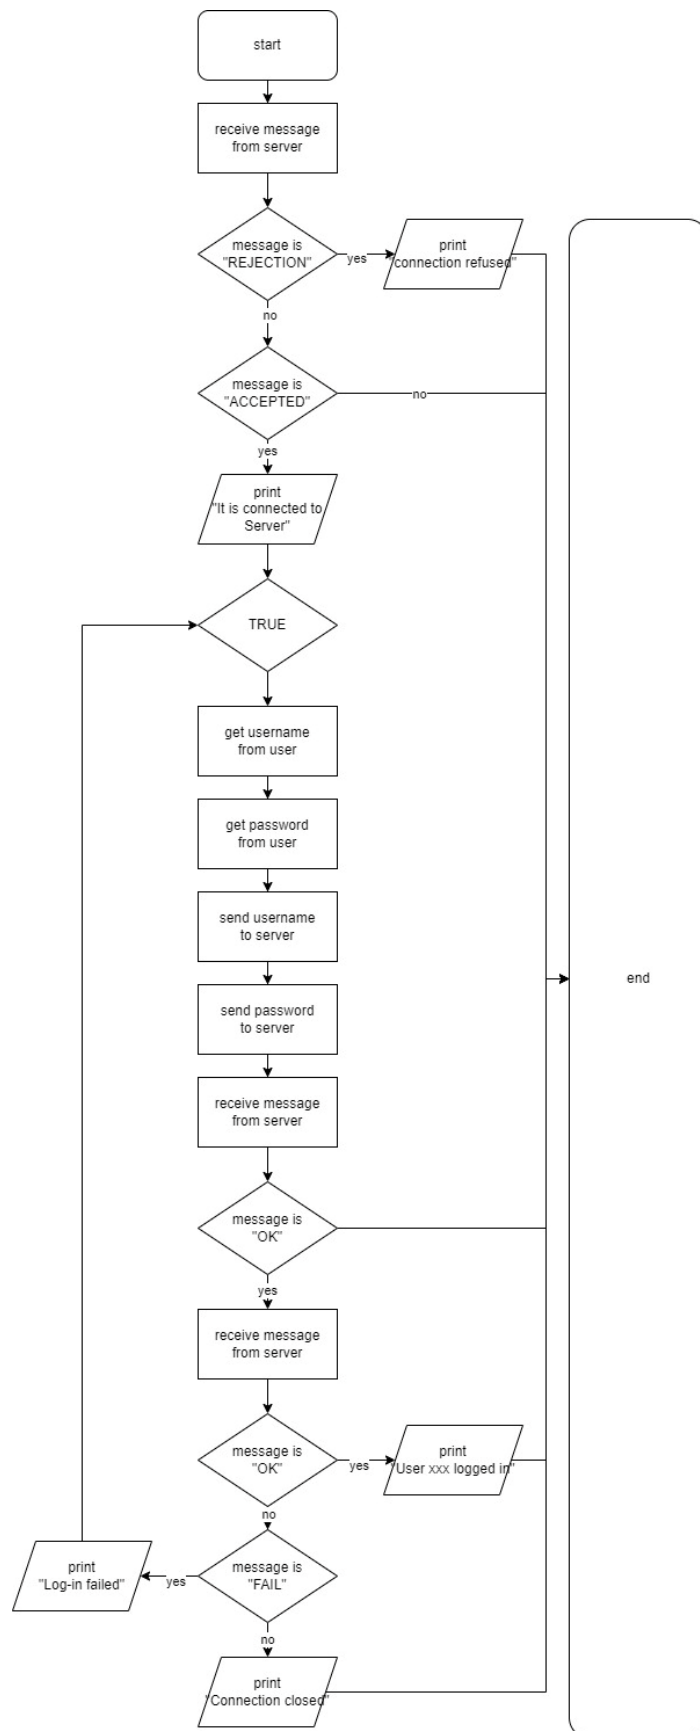 start
receive message
from server
message is
"REJECTION"
yes
print
"connection refused"
no
message is
"ACCEPTED"
no
yes
print
"It is connected to
Server"
TRUE
get username
from user
get password
from user
send username
to server
send password
to server
end
receive message
from server
message is
"OK"
yes
receive message
from server
message is
"OK"
yes
print
"User xxx logged in"
no
message is
"FAIL"
yes
print
"Log-in failed"
no
print
"Connection closed"